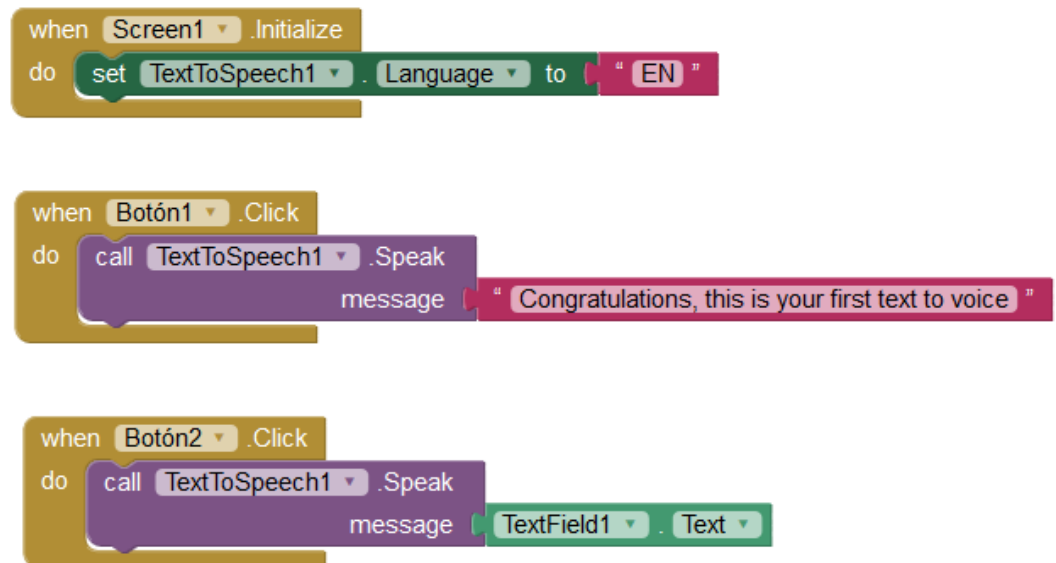 when Screen1 .Initialize
do set TextToSpeech1 . Language to " EN "
when Botón1 .Click
do call TextToSpeech1 .Speak
message " Congratulations, this is your first text to voice "
when Botón2 .Click
do call TextToSpeech1 .Speak
message TextField1 . Text